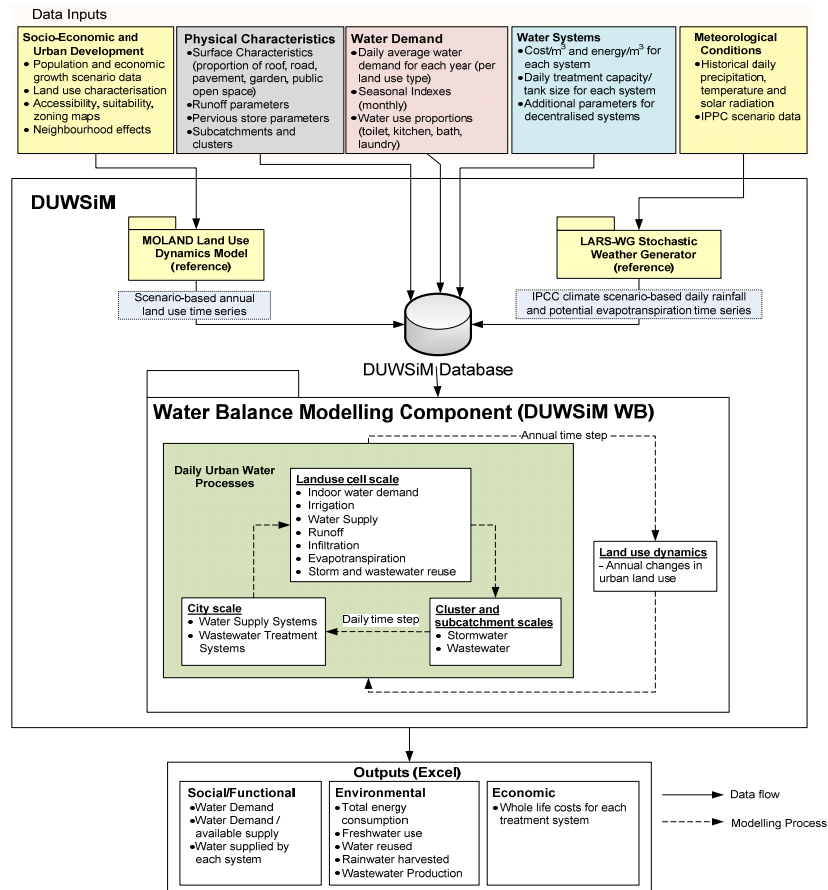 Data Inputs
Socio-Economic and
Urban Development
• Population and economic
growth scenario data
• Land use characterisation
• Accessibility, suitability,
zoning maps
• Neighbourhood effects
Physical Characteristics
• Surface Characteristics
(proportion of roof, road,
pavement, garden, public
open space)
• Runoff parameters
• Pervious store parameters
• Subcatchments and
clusters
Water Demand
• Daily average water
demand for each year (per
land use type)
• Seasonal Indexes
(monthly)
• Water use proportions
(toilet, kitchen, bath,
laundry)
Water Systems
• Cost/m³ and energy/m³ for
each system
• Daily treatment capacity/
tank size for each system
• Additional parameters for
decentralised systems
Meteorological
Conditions
• Historical daily
precipitation,
temperature and
solar radiation
• IPPC scenario data
DUWSiM
MOLAND Land Use
Dynamics Model
(reference)
Scenario-based annual
land use time series
LARS-WG Stochastic
Weather Generator
(reference)
IPCC climate scenario-based daily rainfall
and potential evapotranspiration time series
DUWSiM Database
Water Balance Modelling Component (DUWSiM WB)
Annual time step
Daily Urban Water
Processes
Landuse cell scale
• Indoor water demand
• Irrigation
• Water Supply
• Runoff
• Infiltration
• Evapotranspiration
• Storm and wastewater reuse
Land use dynamics
- Annual changes in
urban land use
City scale
• Water Supply Systems
• Wastewater Treatment
Systems
Daily time step
Cluster and
subcatchment scales
• Stormwater
• Wastewater
Outputs (Excel)
Social/Functional
• Water Demand
• Water Demand /
available supply
• Water supplied by
each system
Environmental
• Total energy
consumption
• Freshwater use
• Water reused
• Rainwater harvested
• Wastewater Production
Economic
• Whole life costs for each
treatment system
Data flow
Modelling Process